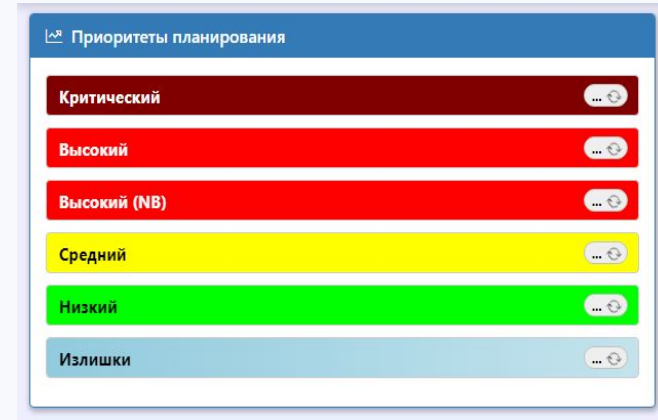 Приоритеты планирования
Критический ...
Высокий ...
Высокий (NB) ...
Средний ...
Низкий ...
Излишки ...